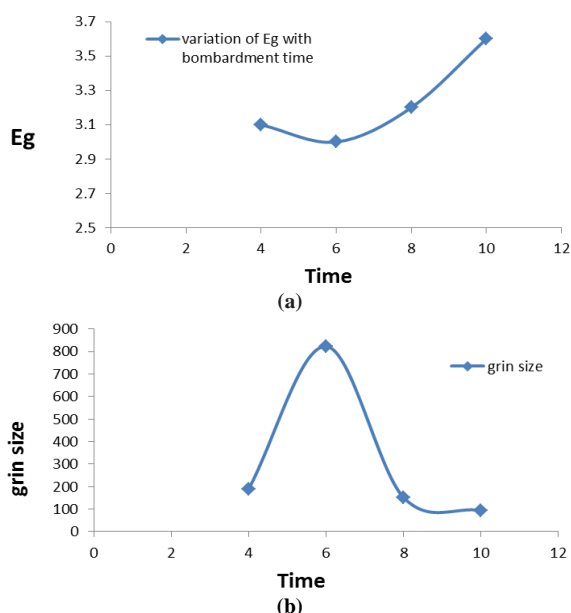 3.7
variation of Eg with
bombardment time
3.5
3.3
Eg
3.1
2.9
2.7
2.5
0 2 4 6 8 10 12
Time
(a)
900
800
grin size
700
600
500
grin size
400
300
200
100
0
0 2 4 6 8 10 12
Time
(b)